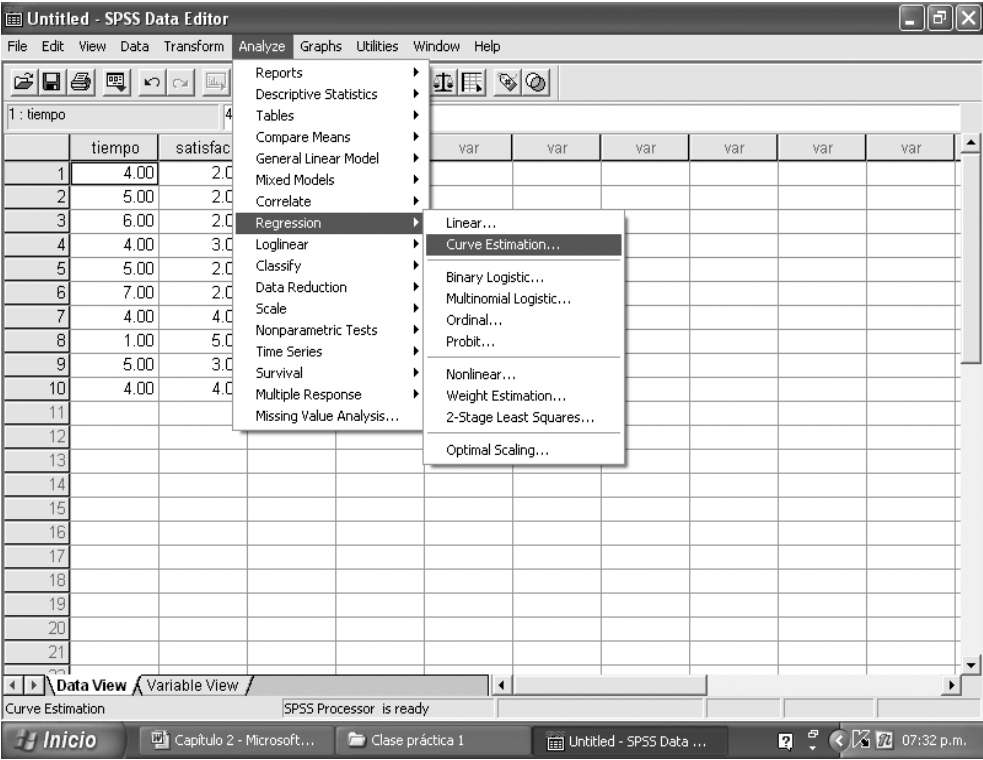 Untitled - SPSS Data Editor
File Edit View Data Transform Analyze Graphs Utilities Window Help
1 : tiempo 4
tiempo satisfac var var var var var var
1 4.00 2.0
2 5.00 2.0
3 6.00 2.0
4 4.00 3.0
5 5.00 2.0
6 7.00 2.0
7 4.00 4.0
8 1.00 5.0
9 5.00 3.0
10 4.00 4.0
11
12
13
14
15
16
17
18
19
20
21
22
Reports
Descriptive Statistics
Tables
Compare Means
General Linear Model
Mixed Models
Correlate
Regression
Loglinear
Classify
Data Reduction
Scale
Nonparametric Tests
Time Series
Survival
Multiple Response
Missing Value Analysis...
Linear...
Curve Estimation...
Binary Logistic...
Multinomial Logistic...
Ordinal...
Probit...
Nonlinear...
Weight Estimation...
2-Stage Least Squares...
Optimal Scaling...
Data View Variable View
Curve Estimation SPSS Processor is ready
Inicio Capítulo 2 - Microsoft... Clase práctica 1 Untitled - SPSS Data ... 07:32 p.m.